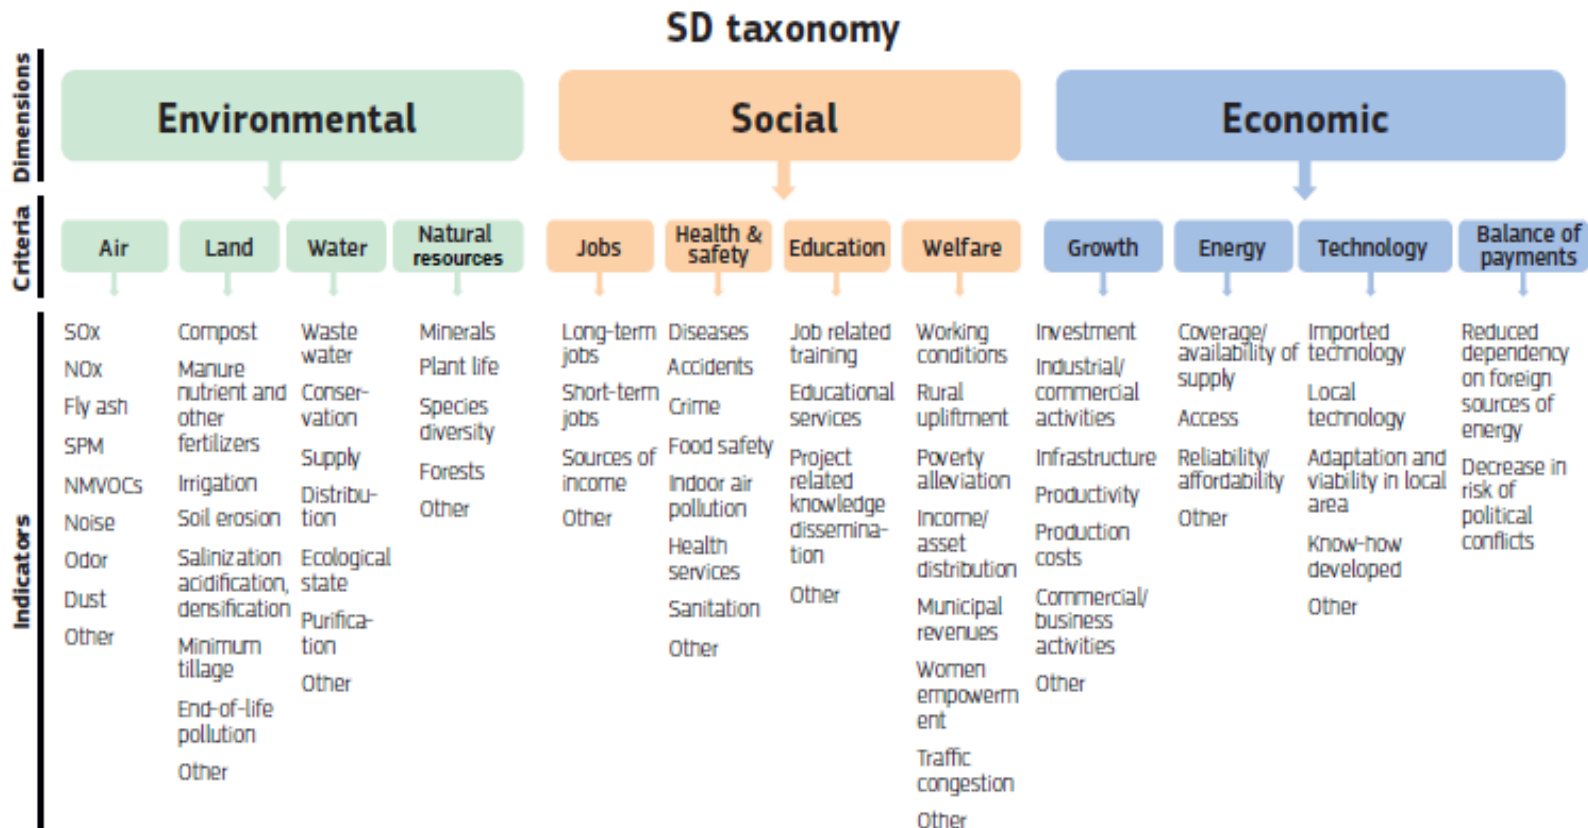 SD taxonomy
Dimensions
Environmental
Social
Economic
Criteria
Air
Land
Water
Natural
resources
Jobs
Health &
safety
Education
Welfare
Growth
Energy
Technology
Balance of
payments
Indicators
SOx
NOx
Fly ash
SPM
NMVOCs
Noise
Odor
Dust
Other
Compost
Manure
nutrient and
other
fertilizers
Irrigation
Soil erosion
Salinization
acidification,
densification
Minimum
tillage
End-of-life
pollution
Other
Waste
water
Conser-
vation
Supply
Distribu-
tion
Ecological
state
Purifica-
tion
Other
Minerals
Plant life
Species
diversity
Forests
Other
Long-term
jobs
Short-term
jobs
Sources of
income
Other
Diseases
Accidents
Crime
Food safety
Indoor air
pollution
Health
services
Sanitation
Other
Job related
training
Educational
services
Project
related
knowledge
dissemina-
tion
Other
Working
conditions
Rural
upliftment
Poverty
alleviation
Income/
asset
distribution
Municipal
revenues
Women
empowerm
ent
Traffic
congestion
Other
Investment
Industrial/
commercial
activities
Infrastructure
Productivity
Production
costs
Commercial/
business
activities
Other
Coverage/
availability of
supply
Access
Reliability/
affordability
Other
Imported
technology
Local
technology
Adaptation and
viability in local
area
Know-how
developed
Other
Reduced
dependency
on foreign
sources of
energy
Decrease in
risk of
political
conflicts